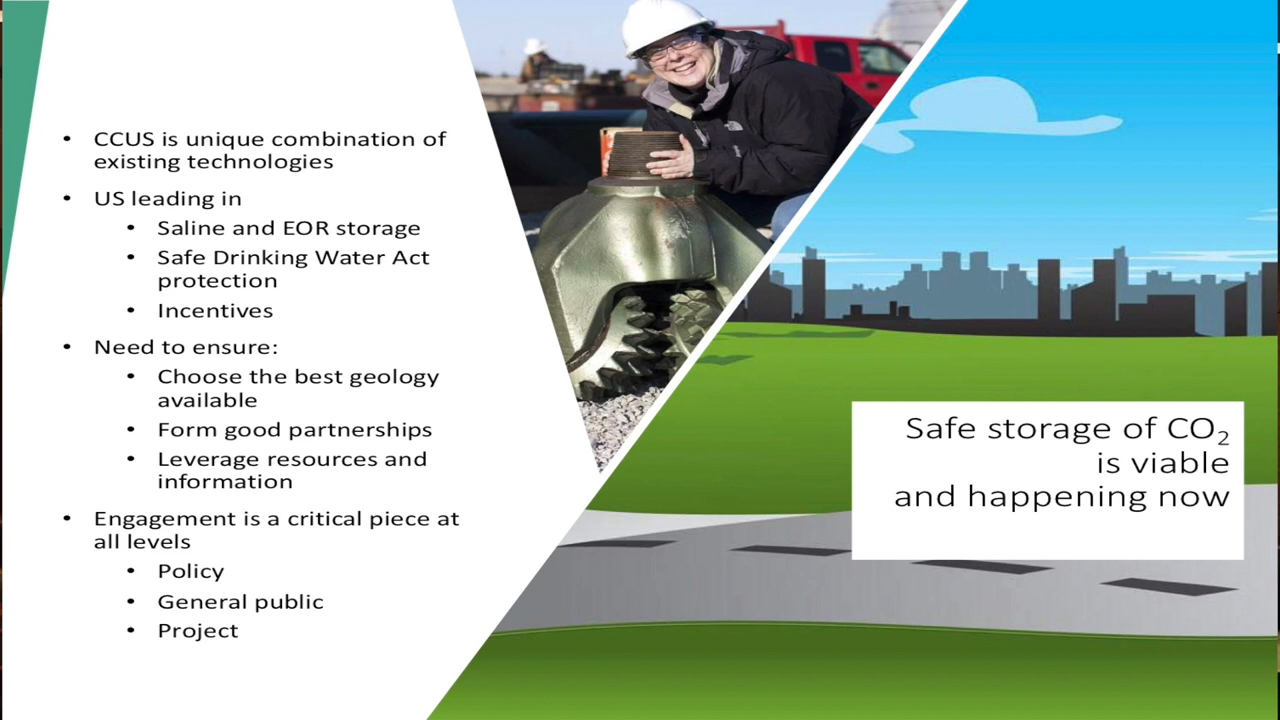 • CCUS is unique combination of
existing technologies
• US leading in
• Saline and EOR storage
• Safe Drinking Water Act
protection
• Incentives
• Need to ensure:
• Choose the best geology
available
• Form good partnerships
• Leverage resources and
information
• Engagement is a critical piece at
all levels
• Policy
• General public
• Project
Safe storage of CO₂
is viable
and happening now